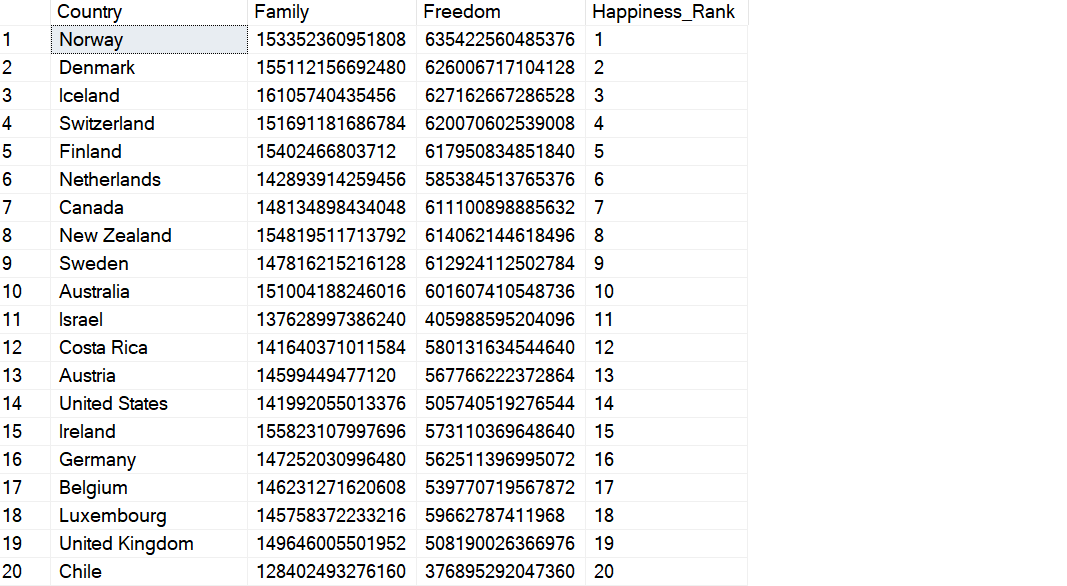 Country Family Freedom Happiness_Rank
1 Norway 153352360951808 635422560485376 1
2 Denmark 155112156692480 626006717104128 2
3 Iceland 16105740435456 627162667286528 3
4 Switzerland 151691181686784 620070602539008 4
5 Finland 15402466803712 617950834851840 5
6 Netherlands 142893914259456 585384513765376 6
7 Canada 148134898434048 611100898885632 7
8 New Zealand 154819511713792 614062144618496 8
9 Sweden 147816215216128 612924112502784 9
10 Australia 151004188246016 601607410548736 10
11 Israel 137628997386240 405988595204096 11
12 Costa Rica 141640371011584 580131634544640 12
13 Austria 14599449477120 567766222372864 13
14 United States 141992055013376 505740519276544 14
15 Ireland 155823107997696 573110369648640 15
16 Germany 147252030996480 562511396995072 16
17 Belgium 146231271620608 539770719567872 17
18 Luxembourg 145758372233216 59662787411968 18
19 United Kingdom 149646005501952 508190026366976 19
20 Chile 128402493276160 376895292047360 20